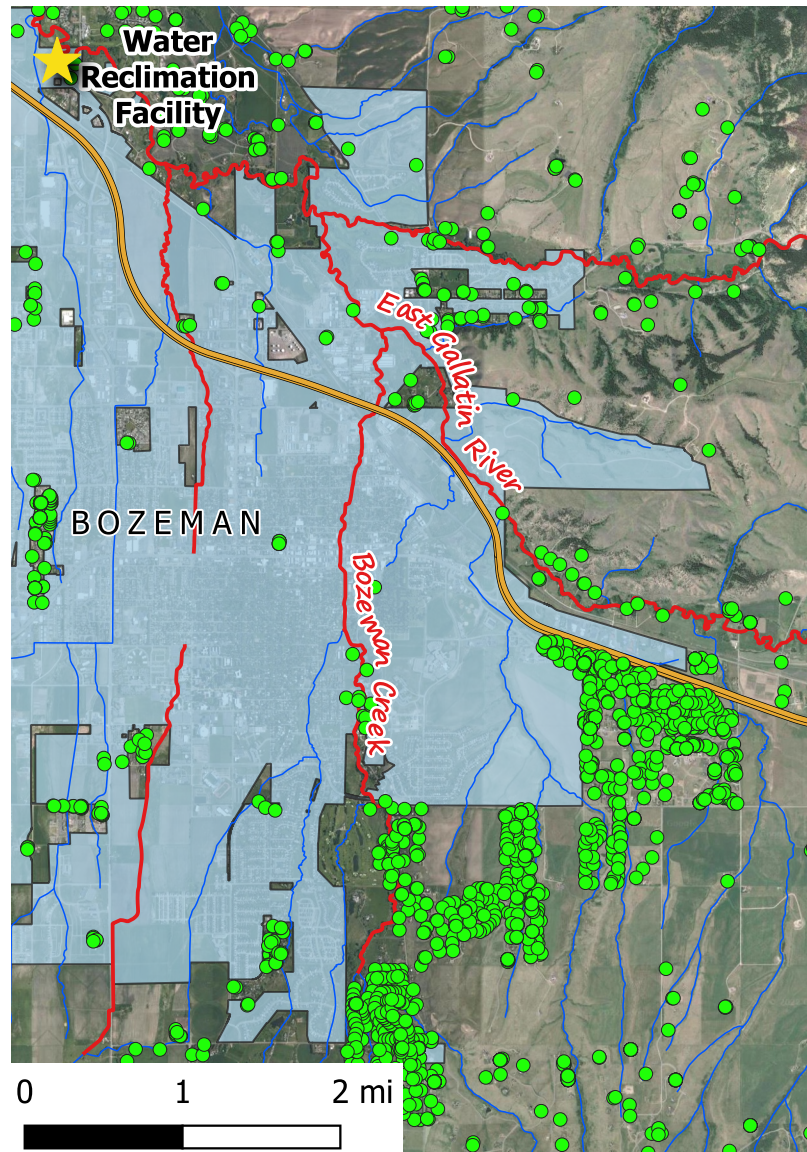 Water
Reclimation
Facility
East Gallatin River
BOZEMAN
Bozeman Creek
0 1 2 mi